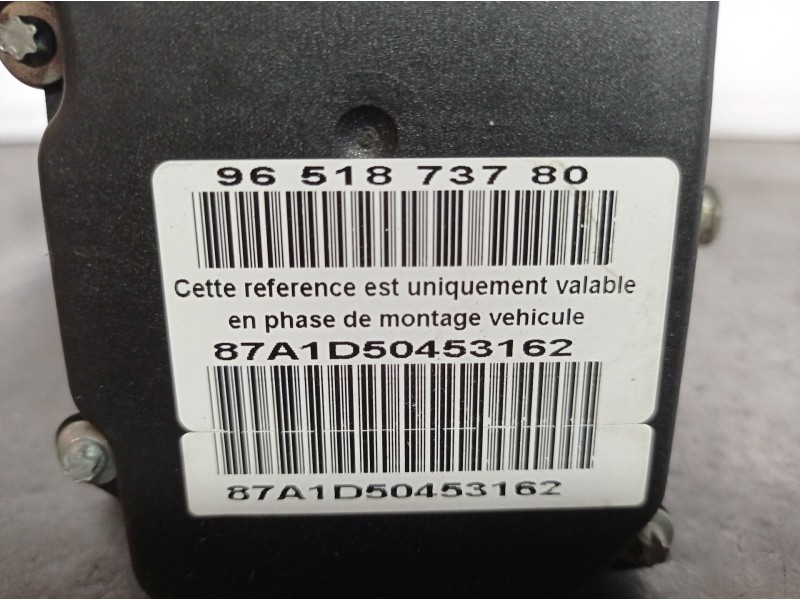 96 518 737 80
Cette reference est uniquement valable
en phase de montage vehicule
87A1D50453162
87A1D50453162